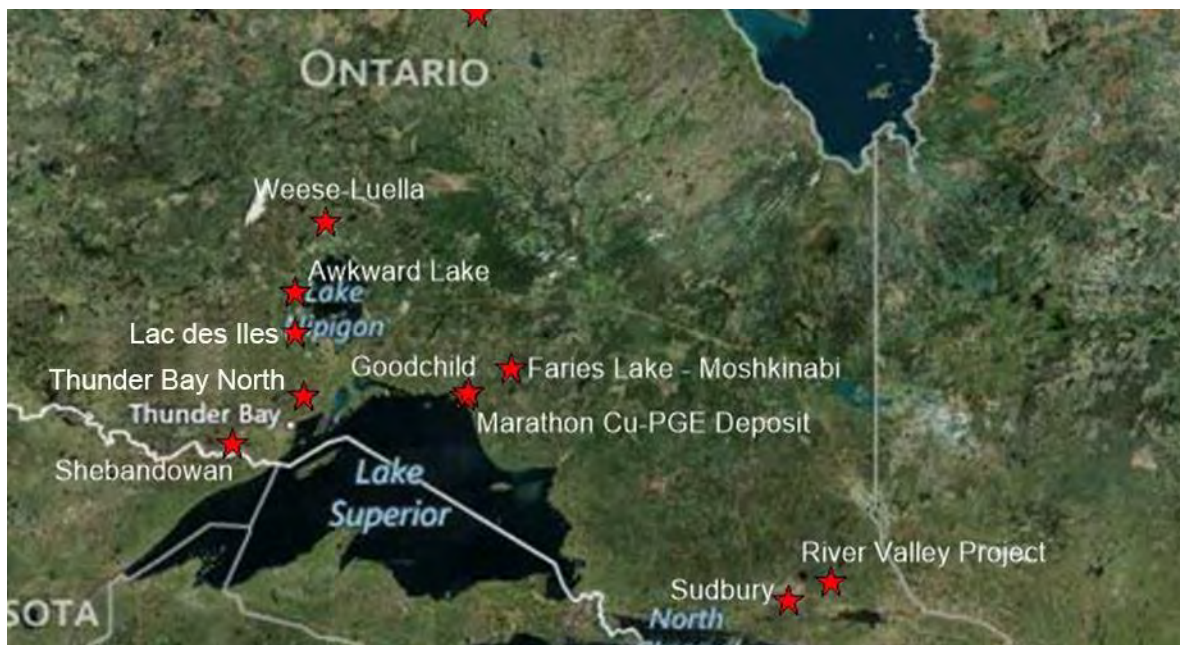 ONTARIO
Weese-Luella
Awkward Lake
Lake
Nipigon
Lac des Iles
Goodchild
Faries Lake - Moshkinabi
Thunder Bay North
Thunder Bay
Marathon Cu-PGE Deposit
Shebandowan
Lake
Superior
River Valley Project
Sudbury
SOTA
North